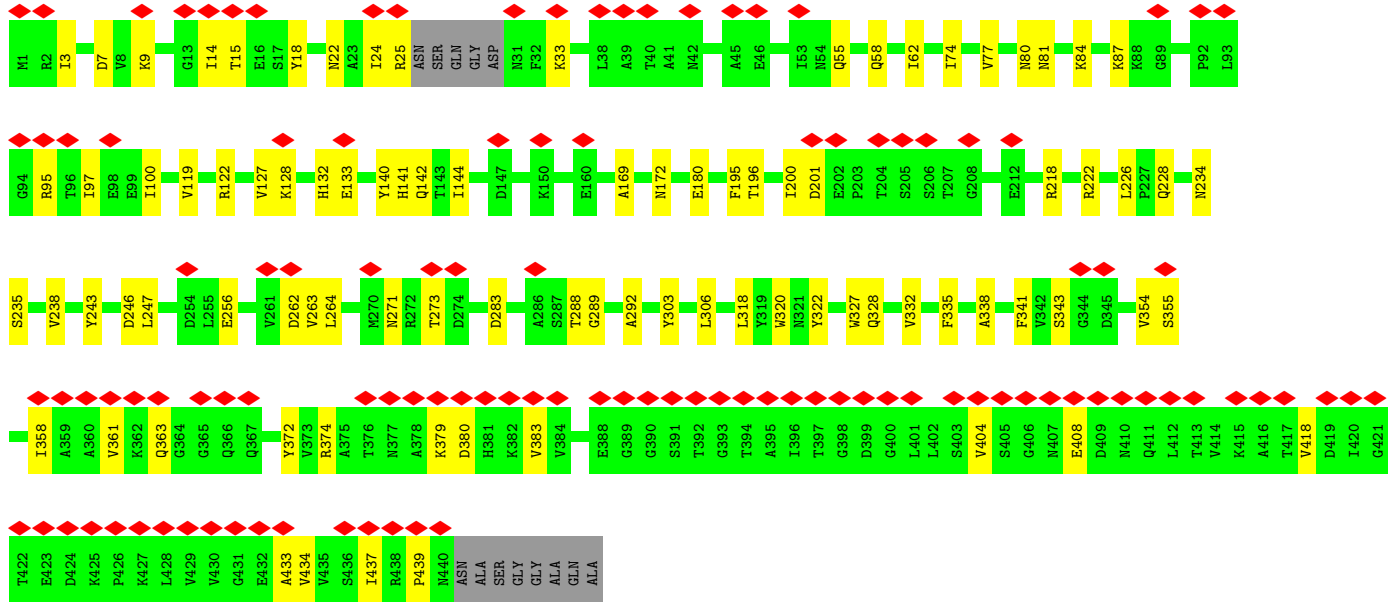 M1 R2 I3 D7 V8 K9 G13 I14 T15 E16 S17 Y18 N22 A23 I24 R25 ASN SER GLN GLY ASP N31 F32 K33 L38 A39 T40 A41 N42 A45 E46 I53 N54 Q55 Q58 I62 I74 V77 N80 N81 K84 K87 K88 G89 P92 L93
G94 R95 T96 I97 E98 E99 I100 V119 R122 V127 K128 H132 E133 Y140 H141 Q142 T143 I144 D147 K150 E160 A169 N172 E180 F195 T196 I200 D201 E202 P203 T204 S205 S206 T207 G208 E212 R218 R222 L226 P227 Q228 N234
S235 V238 Y243 D246 L247 D254 L255 E256 V261 D262 V263 L264 M270 N271 R272 T273 D274 D283 A286 S287 T288 G289 A292 Y303 L306 L318 Y319 W320 N321 Y322 W327 Q328 V332 F335 A338 F341 V342 S343 G344 D345 V354 S355
I358 A359 A360 V361 K362 Q363 G364 G365 Q366 Q367 Y372 V373 R374 A375 T376 N377 A378 K379 D380 H381 K382 V383 V384 E388 G389 G390 S391 T392 G393 T394 A395 I396 T397 G398 D399 G400 L401 L402 S403 V404 S405 G406 N407 E408 D409 N410 Q411 L412 T413 V414 K415 A416 T417 V418 D419 I420 G421
T422 E423 D424 K425 P426 K427 L428 V429 V430 G431 E432 A433 V434 V435 S436 I437 R438 P439 N440 ASN ALA SER GLY GLY ALA GLN ALA